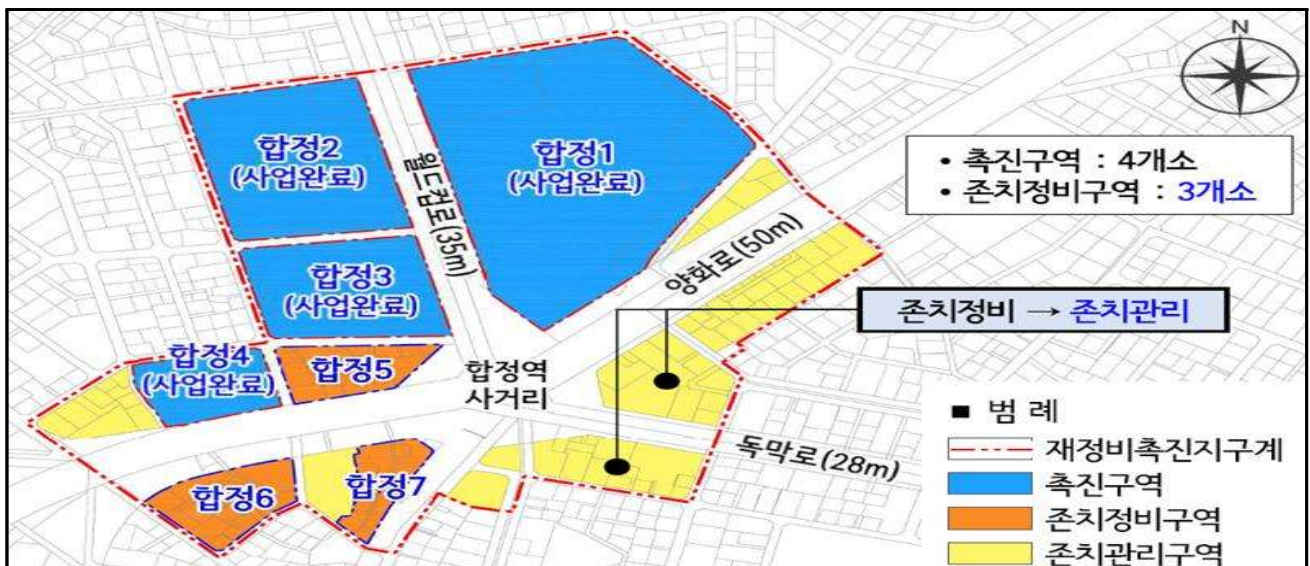 N
합정2
(사업완료)
월드컵로(35m)
합정1
(사업완료)
• 촉진구역 : 4개소
• 존치정비구역 : 3개소
양화로(50m)
합정3
(사업완료)
존치정비 → 존치관리
합정4
(사업완료)
합정5
합정역
사거리
독막로(28m)
합정6
합정7
■ 범 례
재정비촉진지구계
촉진구역
존치정비구역
존치관리구역